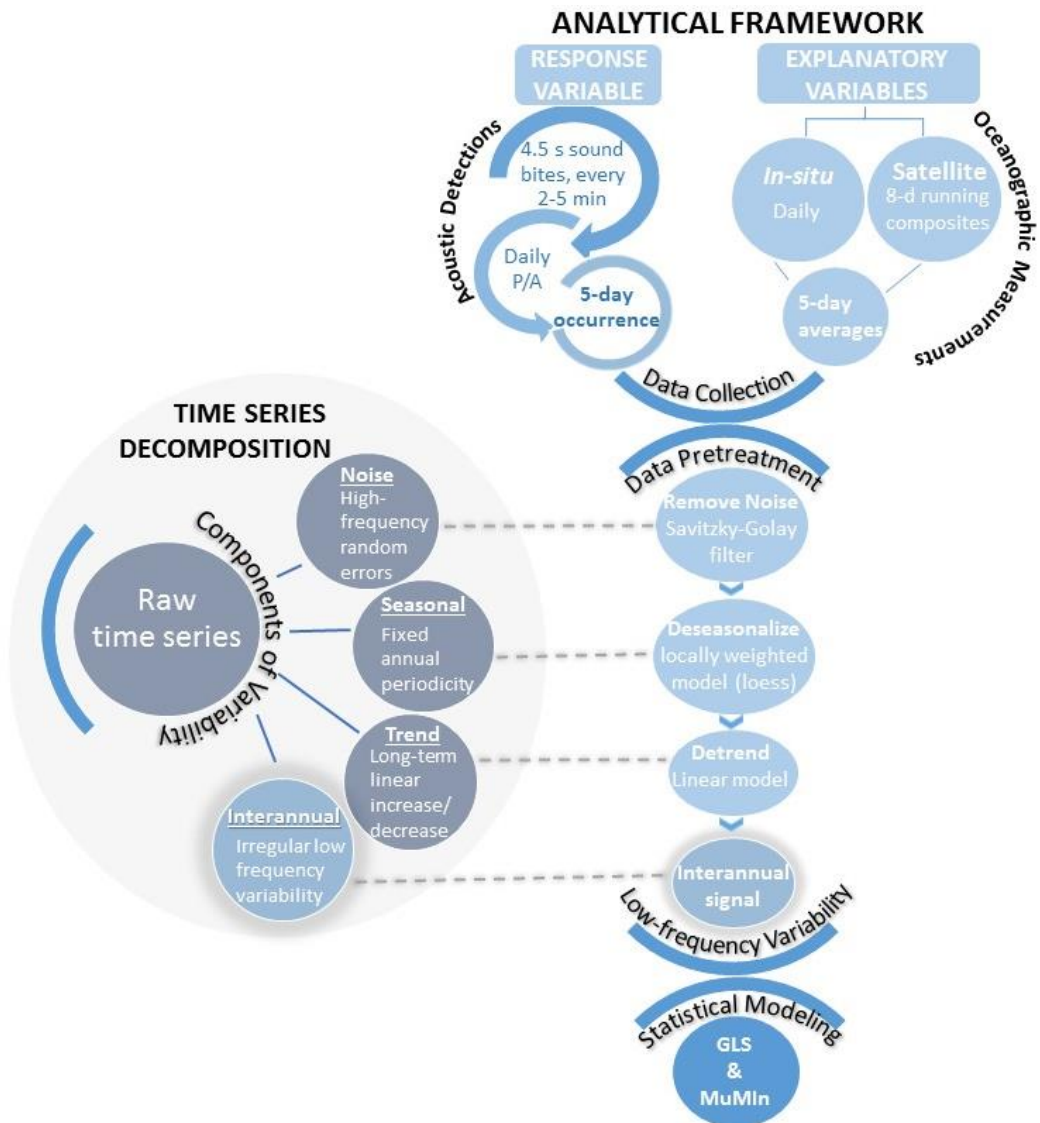 ANALYTICAL FRAMEWORK
RESPONSE
VARIABLE
EXPLANATORY
VARIABLES
Acoustic Detections
4.5 s sound
bites, every
2-5 min
Daily
P/A
5-day
occurrence
Oceanographic Measurements
In-situ
Daily
Satellite
8-d running
composites
5-day
averages
Data Collection
Data Pretreatment
Remove Noise
Savitzky-Golay
filter
Deseasonalize
locally weighted
model (loess)
Detrend
Linear model
Interannual
signal
Low-frequency Variability
Statistical Modeling
GLS
&
MuMIn
TIME SERIES
DECOMPOSITION
Raw
time series
Components of Variability
Noise
High-
frequency
random
errors
Seasonal
Fixed
annual
periodicity
Trend
Long-term
linear
increase/
decrease
Interannual
Irregular low
frequency
variability